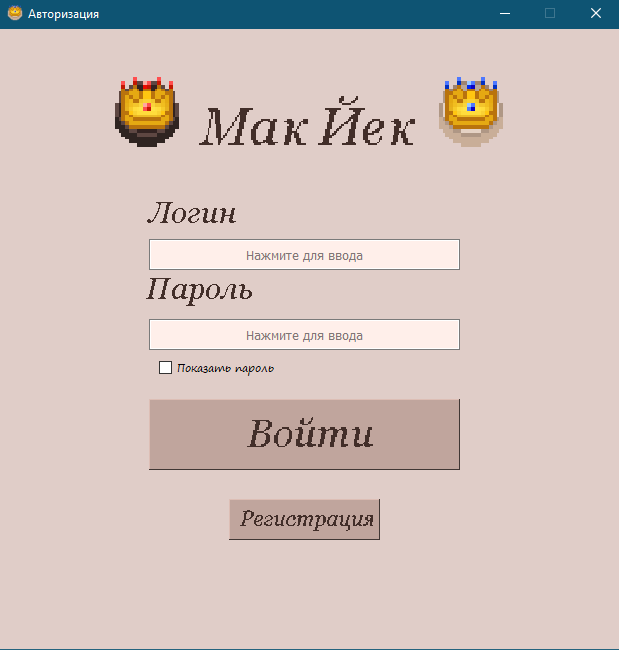 Авторизация
Мак Йек
Логин
Нажмите для ввода
Пароль
Нажмите для ввода
Показать пароль
Войти
Регистрация